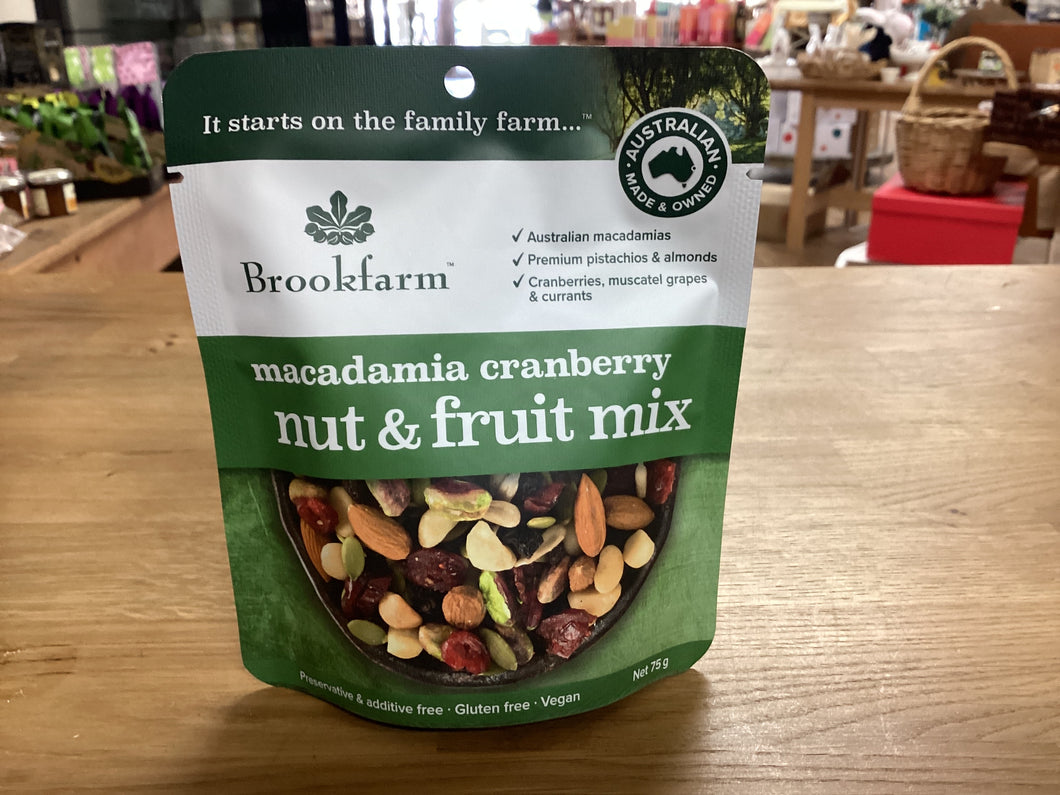 It starts on the family farm...™
AUSTRALIAN
MADE & OWNED
Brookfarm™
✓ Australian macadamias
✓ Premium pistachios & almonds
✓ Cranberries, muscatel grapes
& currants
macadamia cranberry
nut & fruit mix
Net 75 g
Preservative & additive free · Gluten free · Vegan